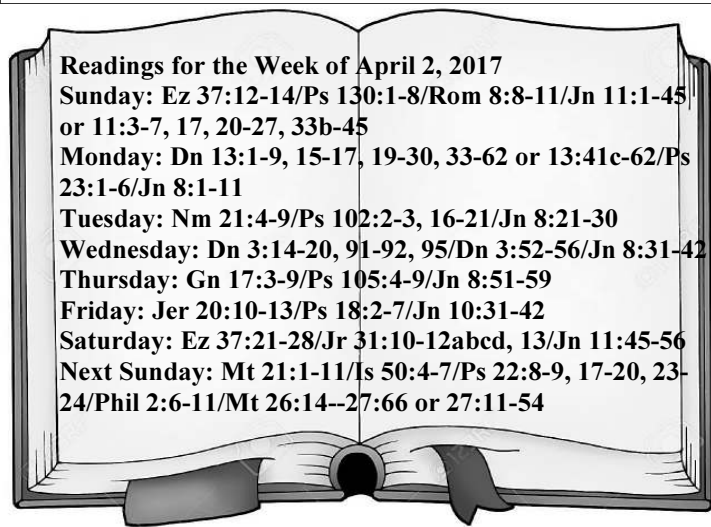 Readings for the Week of April 2, 2017
Sunday: Ez 37:12-14/Ps 130:1-8/Rom 8:8-11/Jn 11:1-45
or 11:3-7, 17, 20-27, 33b-45
Monday: Dn 13:1-9, 15-17, 19-30, 33-62 or 13:41c-62/Ps
23:1-6/Jn 8:1-11
Tuesday: Nm 21:4-9/Ps 102:2-3, 16-21/Jn 8:21-30
Wednesday: Dn 3:14-20, 91-92, 95/Dn 3:52-56/Jn 8:31-42
Thursday: Gn 17:3-9/Ps 105:4-9/Jn 8:51-59
Friday: Jer 20:10-13/Ps 18:2-7/Jn 10:31-42
Saturday: Ez 37:21-28/Jr 31:10-12abcd, 13/Jn 11:45-56
Next Sunday: Mt 21:1-11/Is 50:4-7/Ps 22:8-9, 17-20, 23-
24/Phil 2:6-11/Mt 26:14--27:66 or 27:11-54